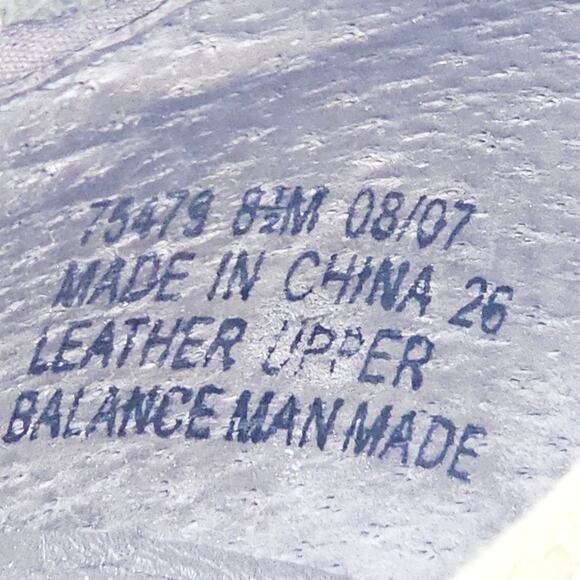 75479 8½M 08/07
MADE IN CHINA 26
LEATHER UPPER
BALANCE MAN MADE